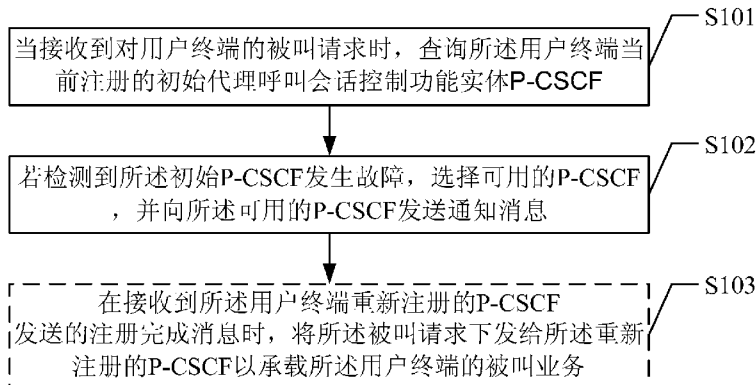 S101
当接收到对用户终端的被叫请求时，查询所述用户终端当
前注册的初始代理呼叫会话控制功能实体P-CSCF
S102
若检测到所述初始P-CSCF发生故障，选择可用的P-CSCF
，并向所述可用的P-CSCF发送通知消息
S103
在接收到所述用户终端重新注册的P-CSCF
发送的注册完成消息时，将所述被叫请求下发给所述重新
注册的P-CSCF以承载所述用户终端的被叫业务